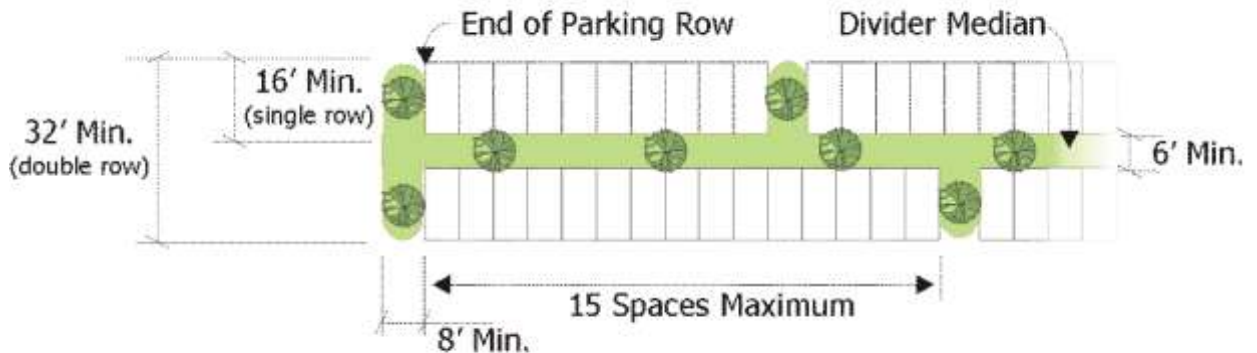 End of Parking Row
Divider Median
16′ Min.
(single row)
32′ Min.
(double row)
6′ Min.
15 Spaces Maximum
8′ Min.